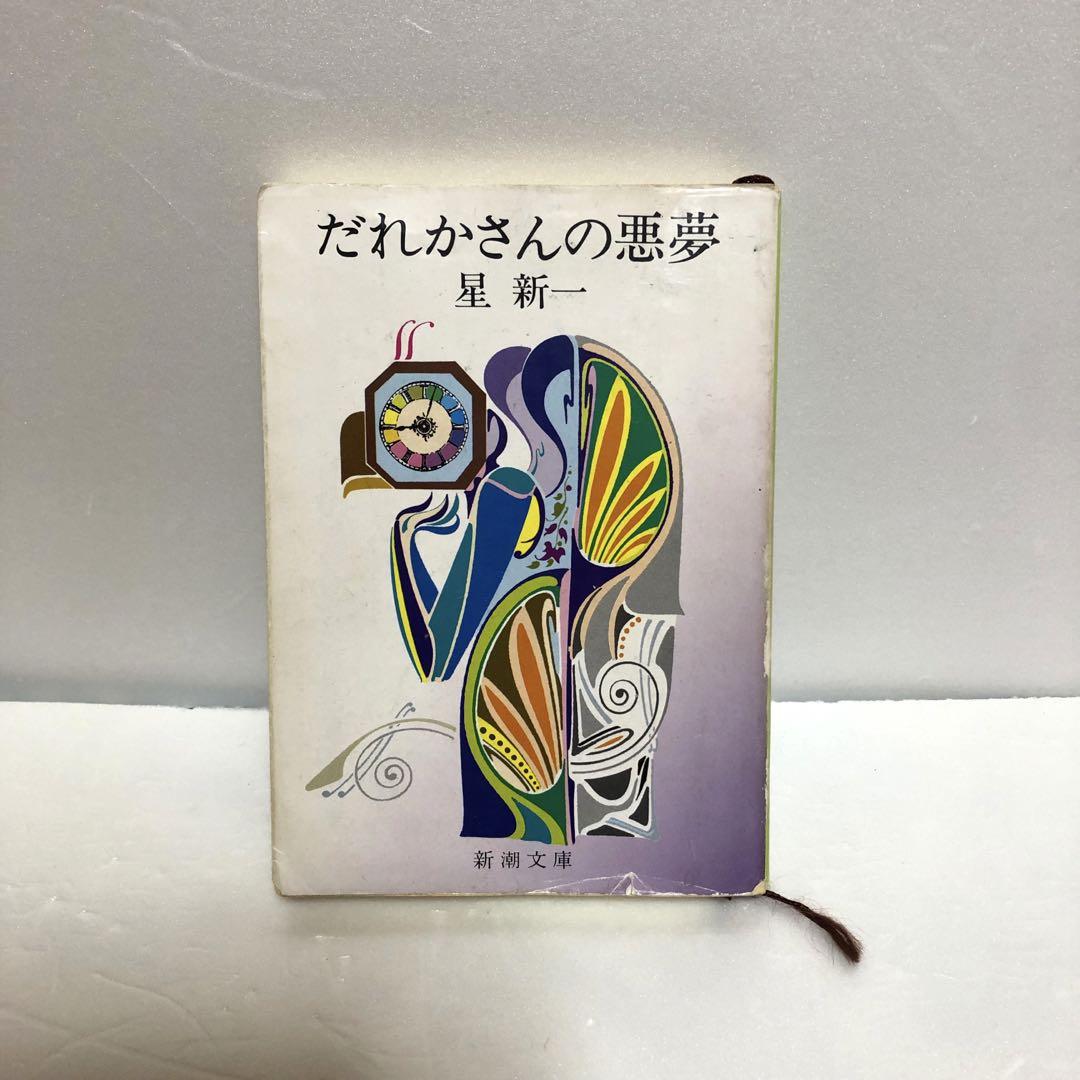 だれかさんの悪夢
星 新一
新潮文庫